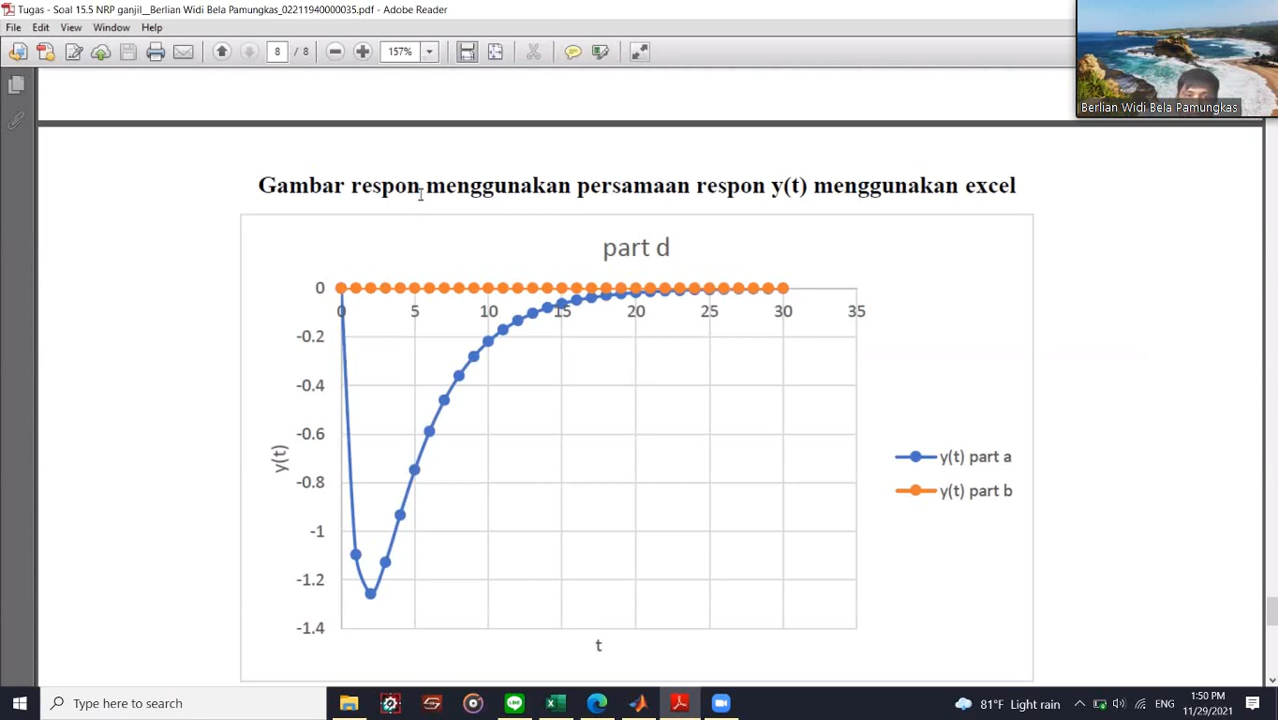 Tugas - Soal 15.5 NRP ganjil__Berlian Widi Bela Pamungkas_02211940000035.pdf - Adobe Reader
File Edit View Window Help
8 / 8 157%
Berlian Widi Bela Pamungkas
Gambar respon menggunakan persamaan respon y(t) menggunakan excel
part d
0
0 5 10 15 20 25 30 35
-0.2
-0.4
-0.6
-0.8
-1
-1.2
-1.4
y(t)
t
y(t) part a
y(t) part b
Type here to search
81°F Light rain
ENG
1:50 PM
11/29/2021